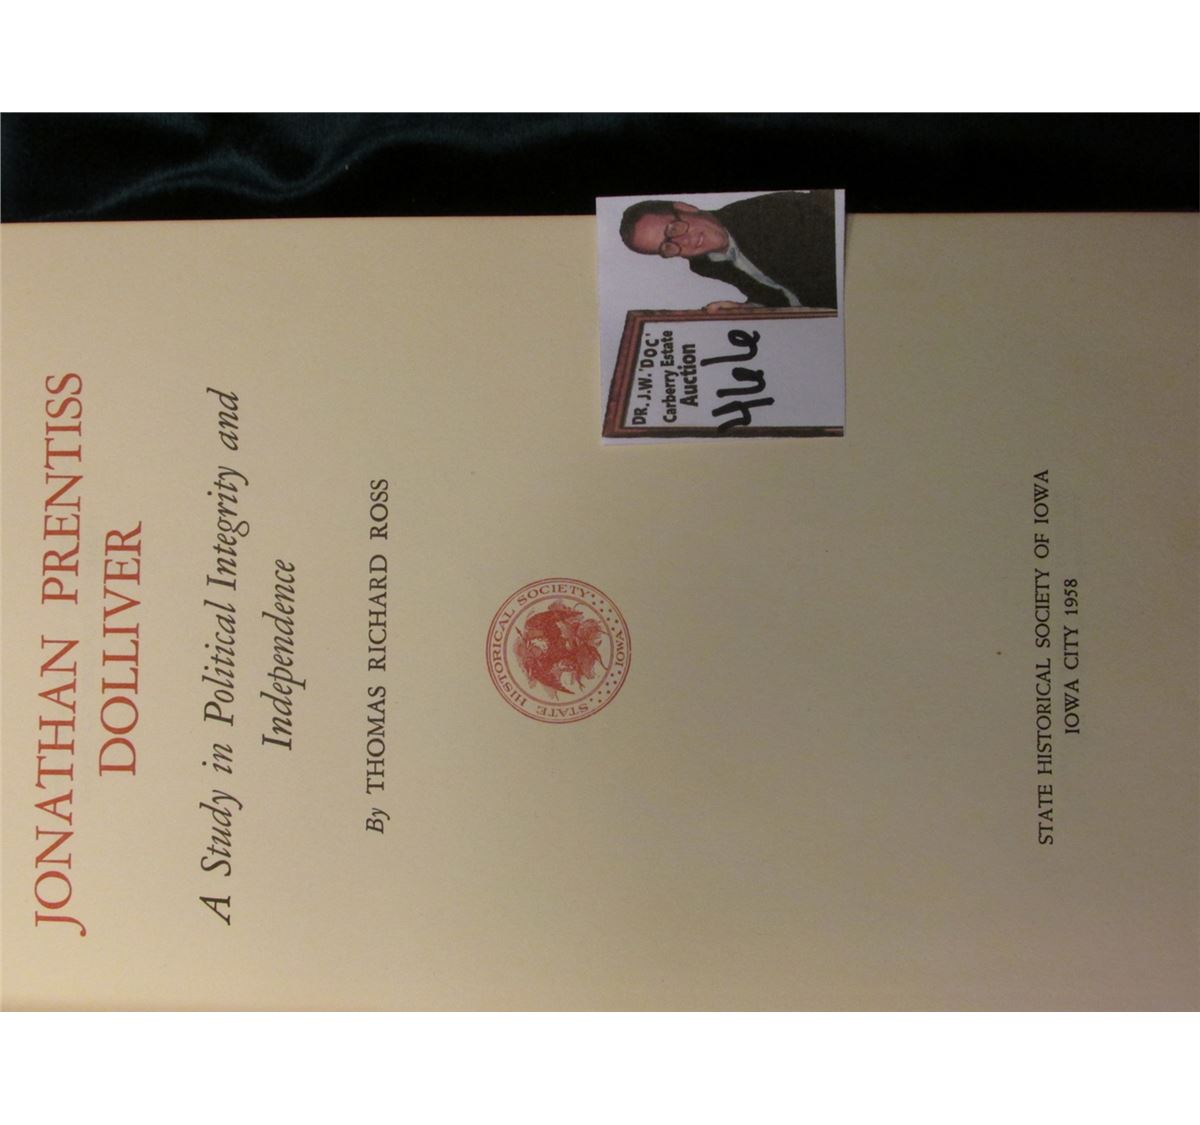 JONATHAN PRENTISS
DOLLIVER
A Study in Political Integrity and
Independence
By THOMAS RICHARD ROSS
STATE HISTORICAL SOCIETY
IOWA
DR. J.W. 'DOC'
Carberry Estate
Auction
466
STATE HISTORICAL SOCIETY OF IOWA
IOWA CITY 1958